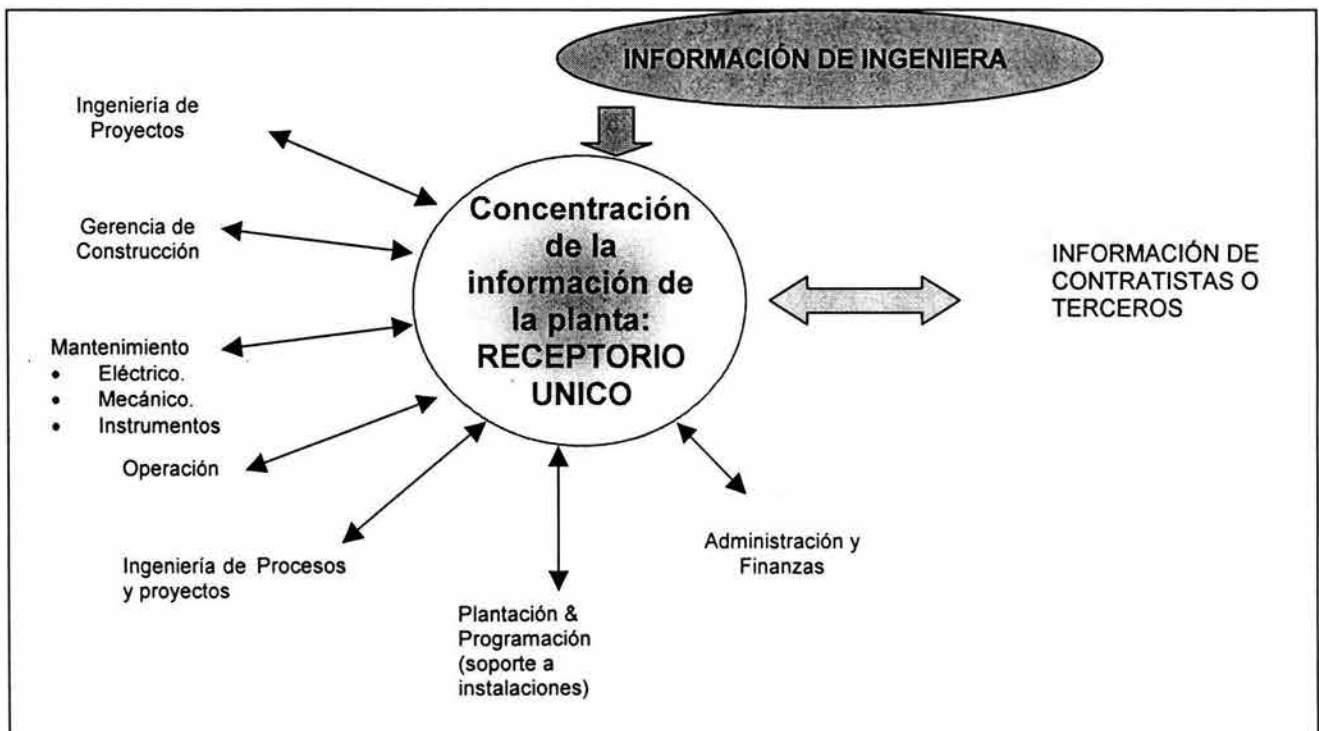 INFORMACIÓN DE INGENIERA
Ingeniería de
Proyectos
Gerencia de
Construcción
Mantenimiento
• Eléctrico.
• Mecánico.
• Instrumentos
Operación
Ingeniería de Procesos
y proyectos
Concentración
de la
información de
la planta:
RECEPTORIO
UNICO
Plantación &
Programación
(soporte a
instalaciones)
Administración y
Finanzas
INFORMACIÓN DE
CONTRATISTAS O
TERCEROS